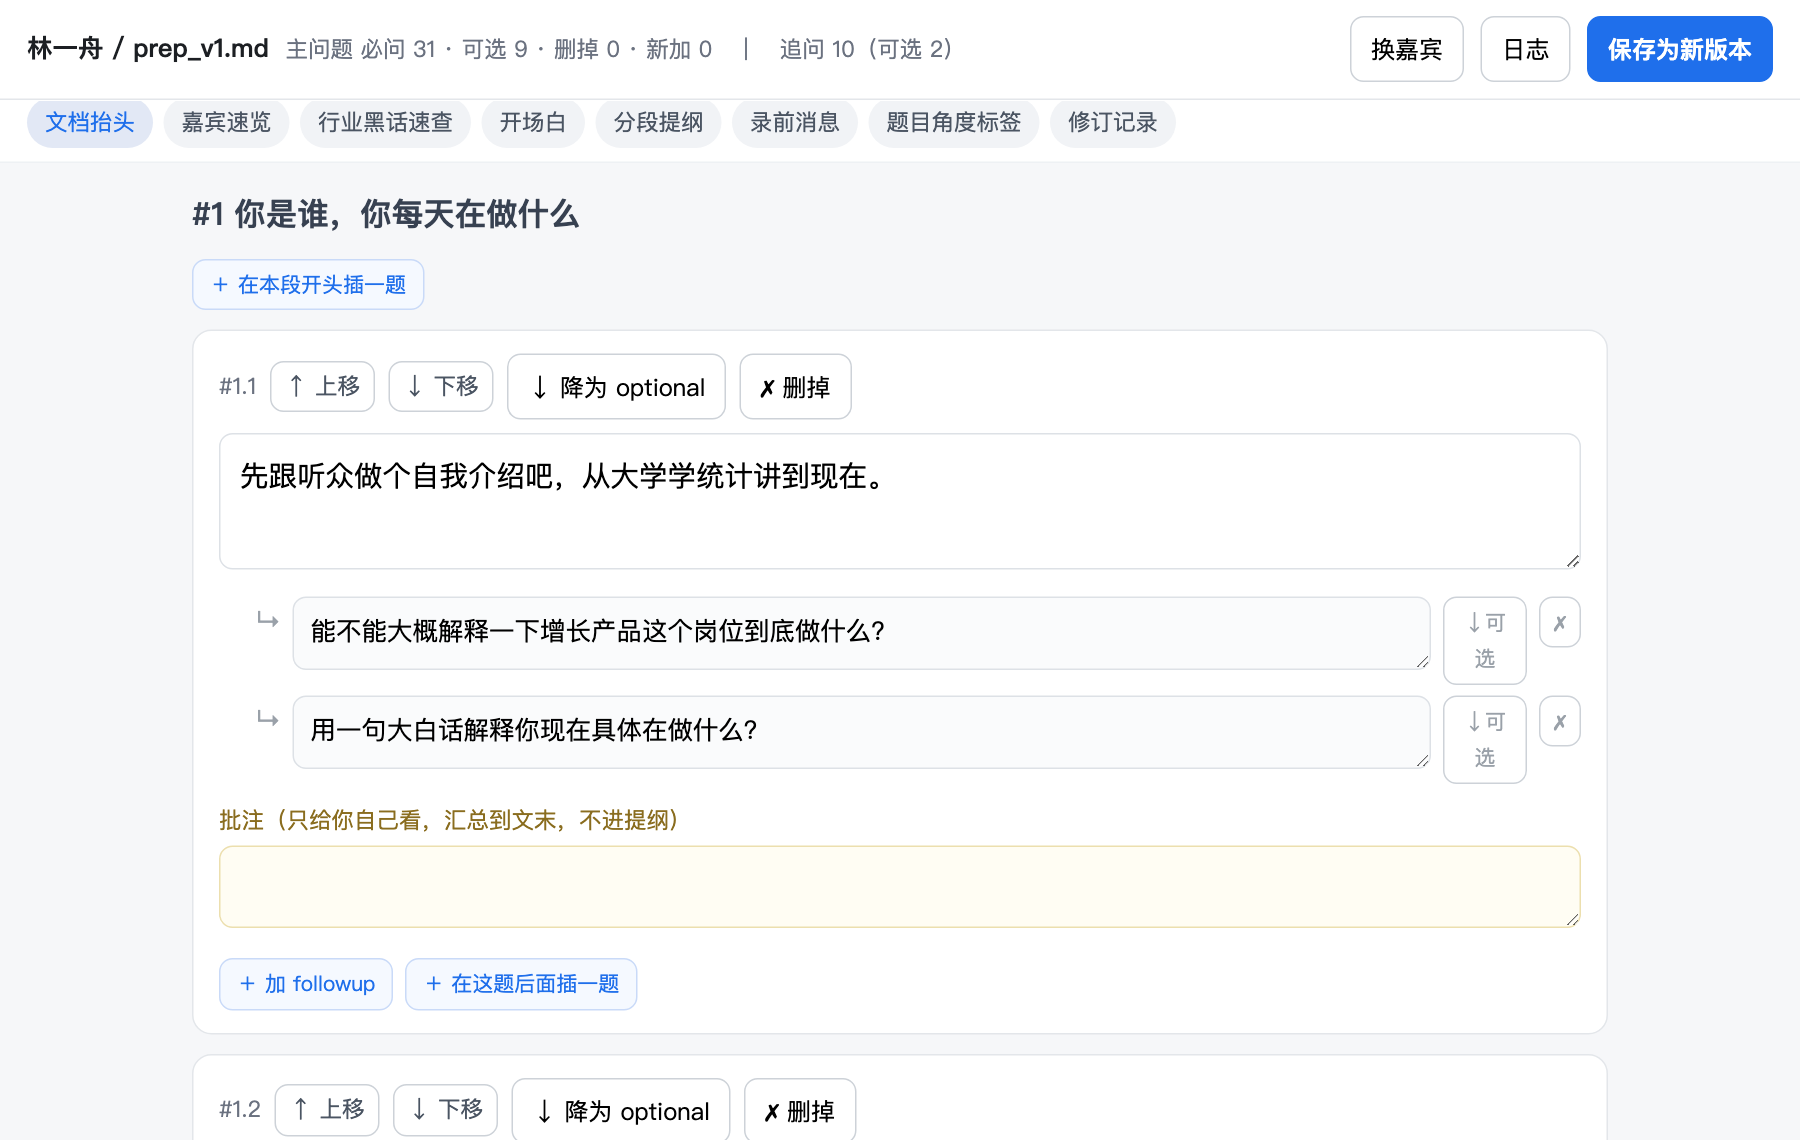 林一舟 / prep_v1.md 主问题 必问 31 · 可选 9 · 删掉 0 · 新加 0 | 追问 10（可选 2） 换嘉宾 日志 保存为新版本
文档抬头 嘉宾速览 行业黑话速查 开场白 分段提纲 录前消息 题目角度标签 修订记录
#1 你是谁，你每天在做什么
+ 在本段开头插一题
#1.1 ↑ 上移 ↓ 下移 ↓ 降为 optional ✗ 删掉
先跟听众做个自我介绍吧，从大学学统计讲到现在。
↳ 能不能大概解释一下增长产品这个岗位到底做什么？ ↓可选 ✗
↳ 用一句大白话解释你现在具体在做什么？ ↓可选 ✗
批注（只给你自己看，汇总到文末，不进提纲）
+ 加 followup + 在这题后面插一题
#1.2 ↑ 上移 ↓ 下移 ↓ 降为 optional ✗ 删掉